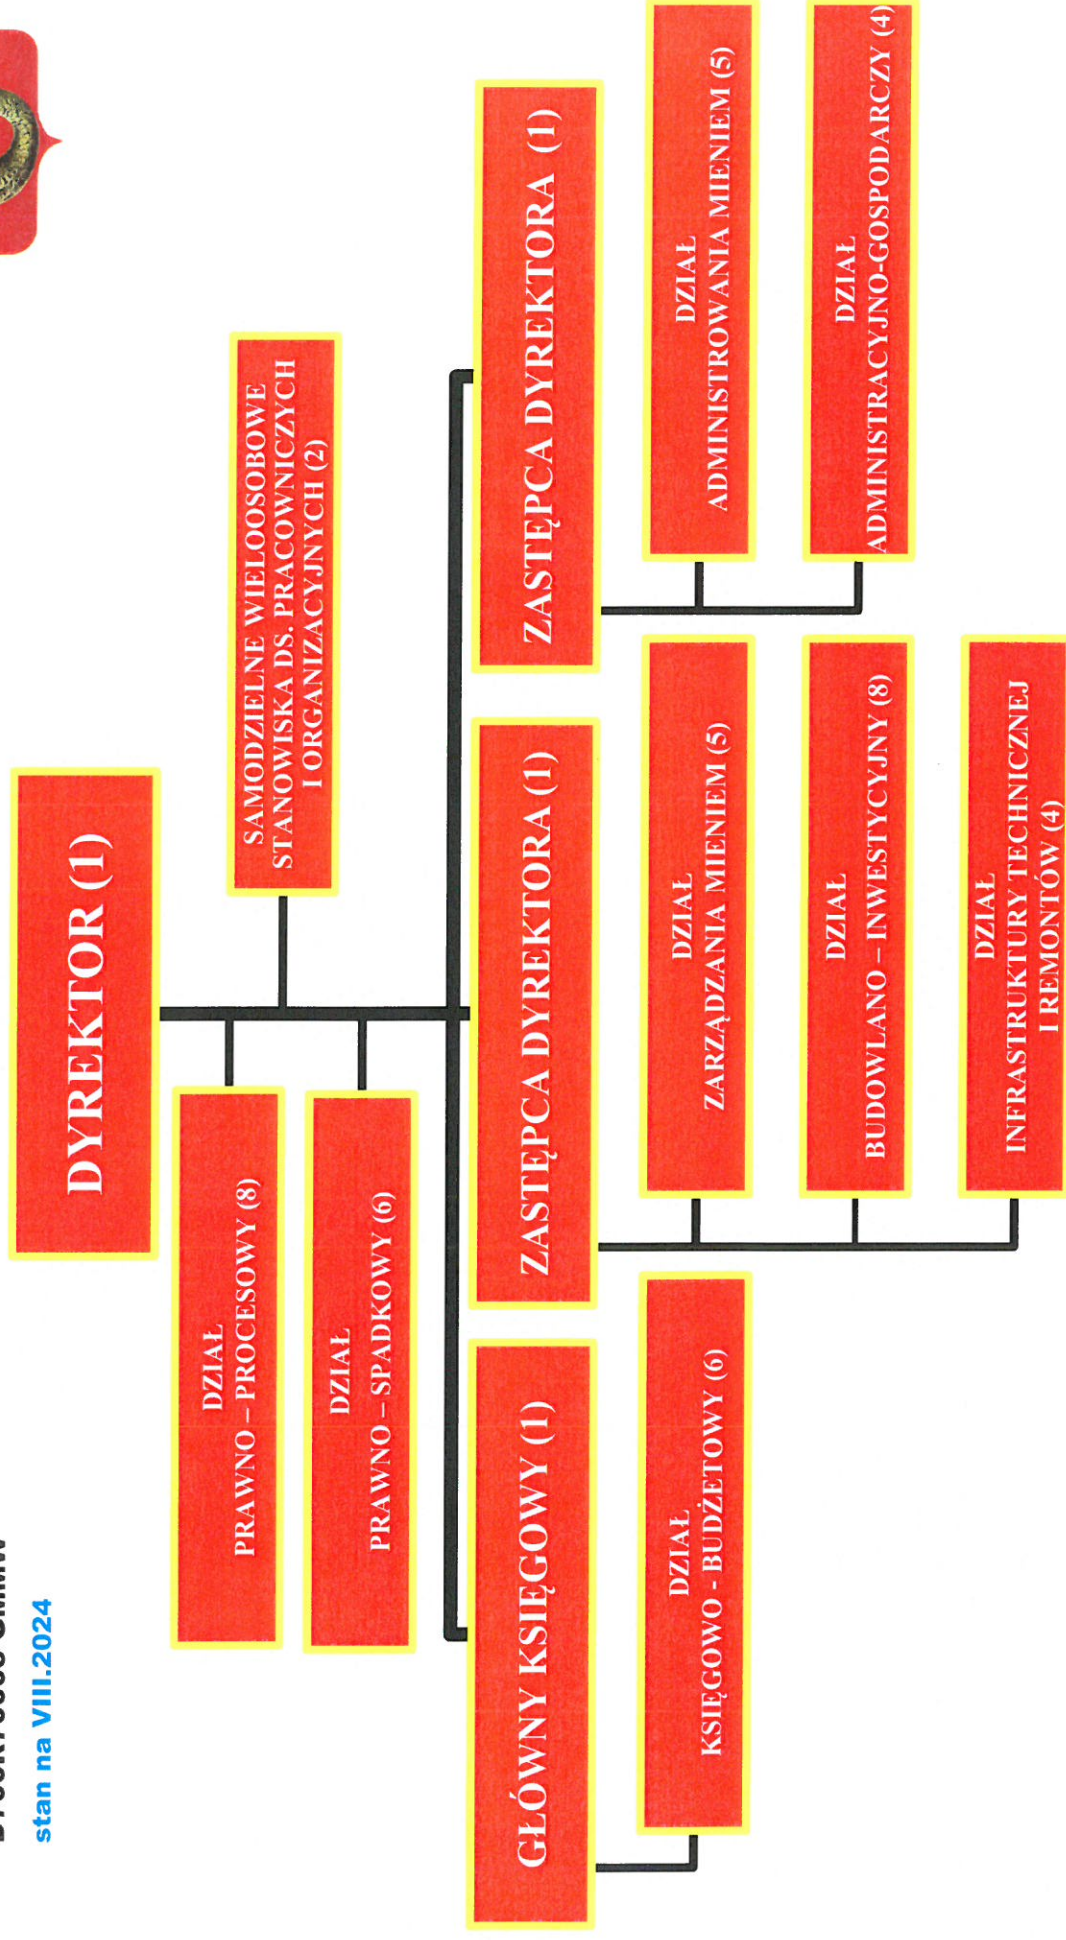 stan na VIII.2024
DYREKTOR (1)
SAMODZIELNE WIELOOSOBOWE
STANOWISKA DS. PRACOWNICZYCH
I ORGANIZACYJNYCH (2)
DZIAŁ
PRAWNO – PROCESOWY (8)
DZIAŁ
PRAWNO – SPADKOWY (6)
GŁÓWNY KSIĘGOWY (1)
ZASTĘPCA DYREKTORA (1)
ZASTĘPCA DYREKTORA (1)
DZIAŁ
KSIĘGOWO - BUDŻETOWY (6)
DZIAŁ
ZARZĄDZANIA MIENIEM (5)
DZIAŁ
ADMINISTROWANIA MIENIEM (5)
DZIAŁ
BUDOWLANO – INWESTYCYJNY (8)
DZIAŁ
ADMINISTRACYJNO-GOSPODARCZY (4)
DZIAŁ
INFRASTRUKTURY TECHNICZNEJ
I REMONTÓW (4)